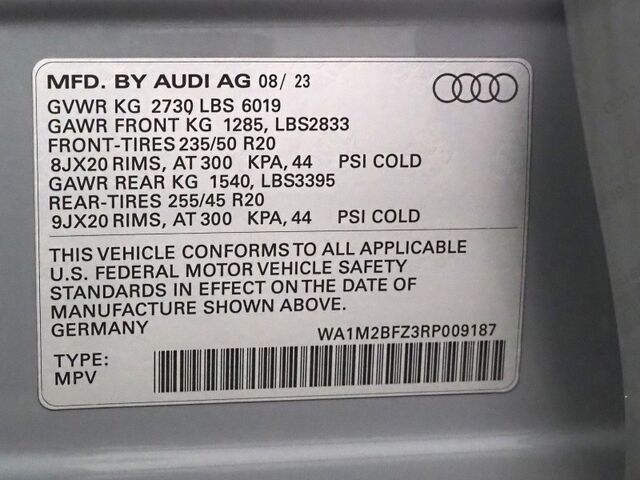 MFD. BY AUDI AG 08/ 23
GVWR KG 2730 LBS 6019
GAWR FRONT KG 1285, LBS2833
FRONT-TIRES 235/50 R20
8JX20 RIMS, AT 300 KPA, 44 PSI COLD
GAWR REAR KG 1540, LBS3395
REAR-TIRES 255/45 R20
9JX20 RIMS, AT 300 KPA, 44 PSI COLD
THIS VEHICLE CONFORMS TO ALL APPLICABLE
U.S. FEDERAL MOTOR VEHICLE SAFETY
STANDARDS IN EFFECT ON THE DATE OF
MANUFACTURE SHOWN ABOVE.
GERMANY WA1M2BFZ3RP009187
TYPE:
MPV